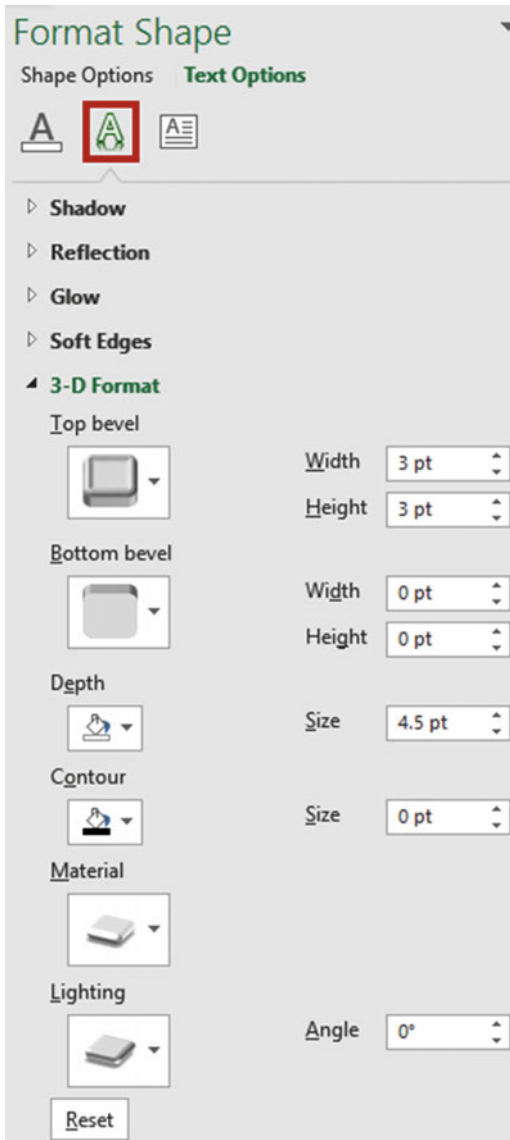 Format Shape
Shape Options Text Options
Shadow
Reflection
Glow
Soft Edges
3-D Format
Top bevel
Width 3 pt
Height 3 pt
Bottom bevel
Width 0 pt
Height 0 pt
Depth
Size 4.5 pt
Contour
Size 0 pt
Material
Lighting
Angle 0°
Reset